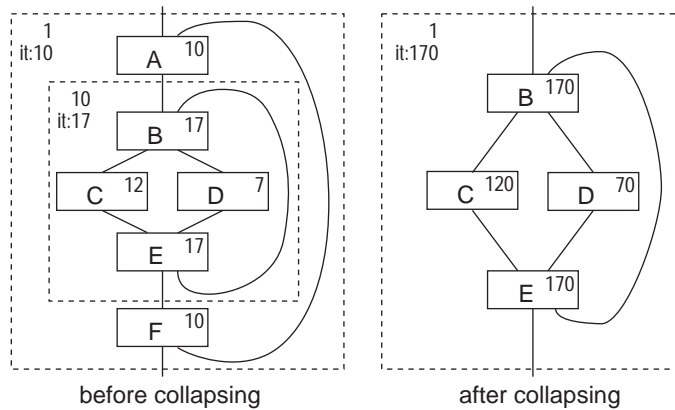 1
it:10
A 10
10
it:17
B 17
C 12
D 7
E 17
F 10
before collapsing
1
it:170
B 170
C 120
D 70
E 170
after collapsing